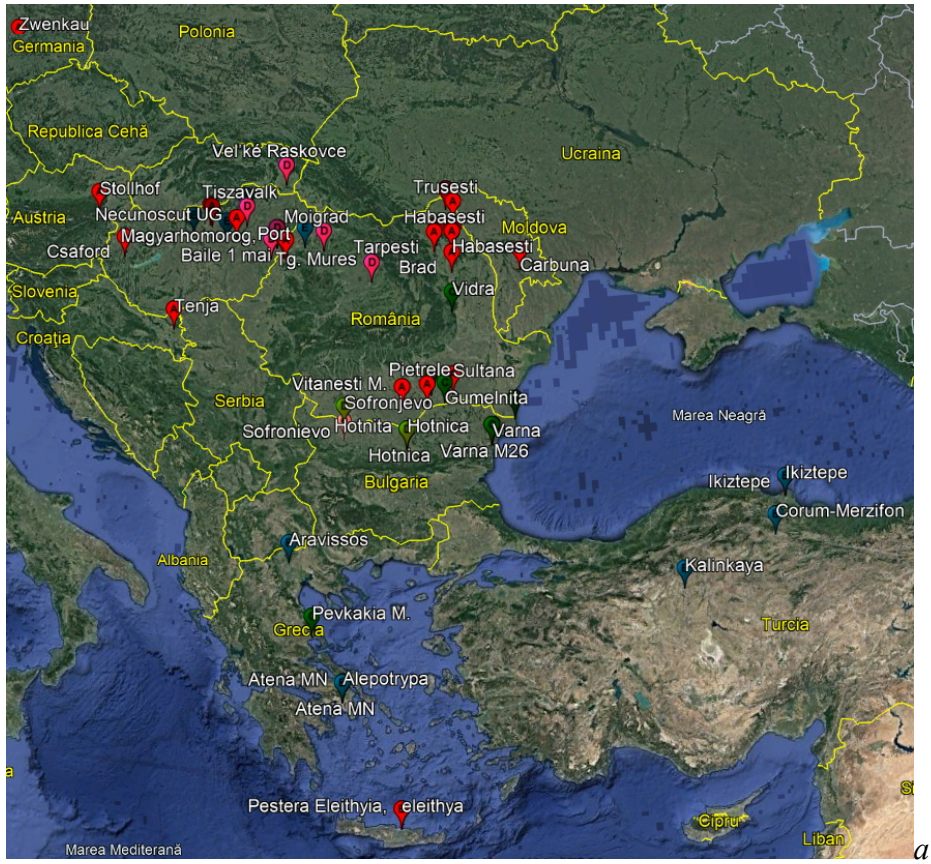 Zwenkau
Germania
Polonia
Republica Cehă
Ucraina
Vel'ke Raskovce
Stollhof
Tiszavalk
Trusesti
Austria
Necunoscut UG
Moigrad
Habasesti
Moldova
Magyarhomorog.
Port
Csaford
Baile 1 mai
Tg. Mures
Tarpesti
Habasesti
Brad
Carbuna
Slovenia
Vidra
Tenja
România
Croația
Pietrele
Sultana
Vitanesti M.
Gumelnita
Serbia
Sofronjevo
Marea Neagră
Sofronievo
Hotnita
Hotnica
Varna
Hotnica
Varna M26
Bulgaria
Ikiztepe
Ikiztepe
Corum-Merzifon
Aravissos
Albania
Kalinkaya
Pevkakia M.
Grecia
Turcia
Atena MN
Alepotrypa
Atena MN
Pestera Eleithyia,
eleithya
Cipru
Liban
Marea Mediterană
a